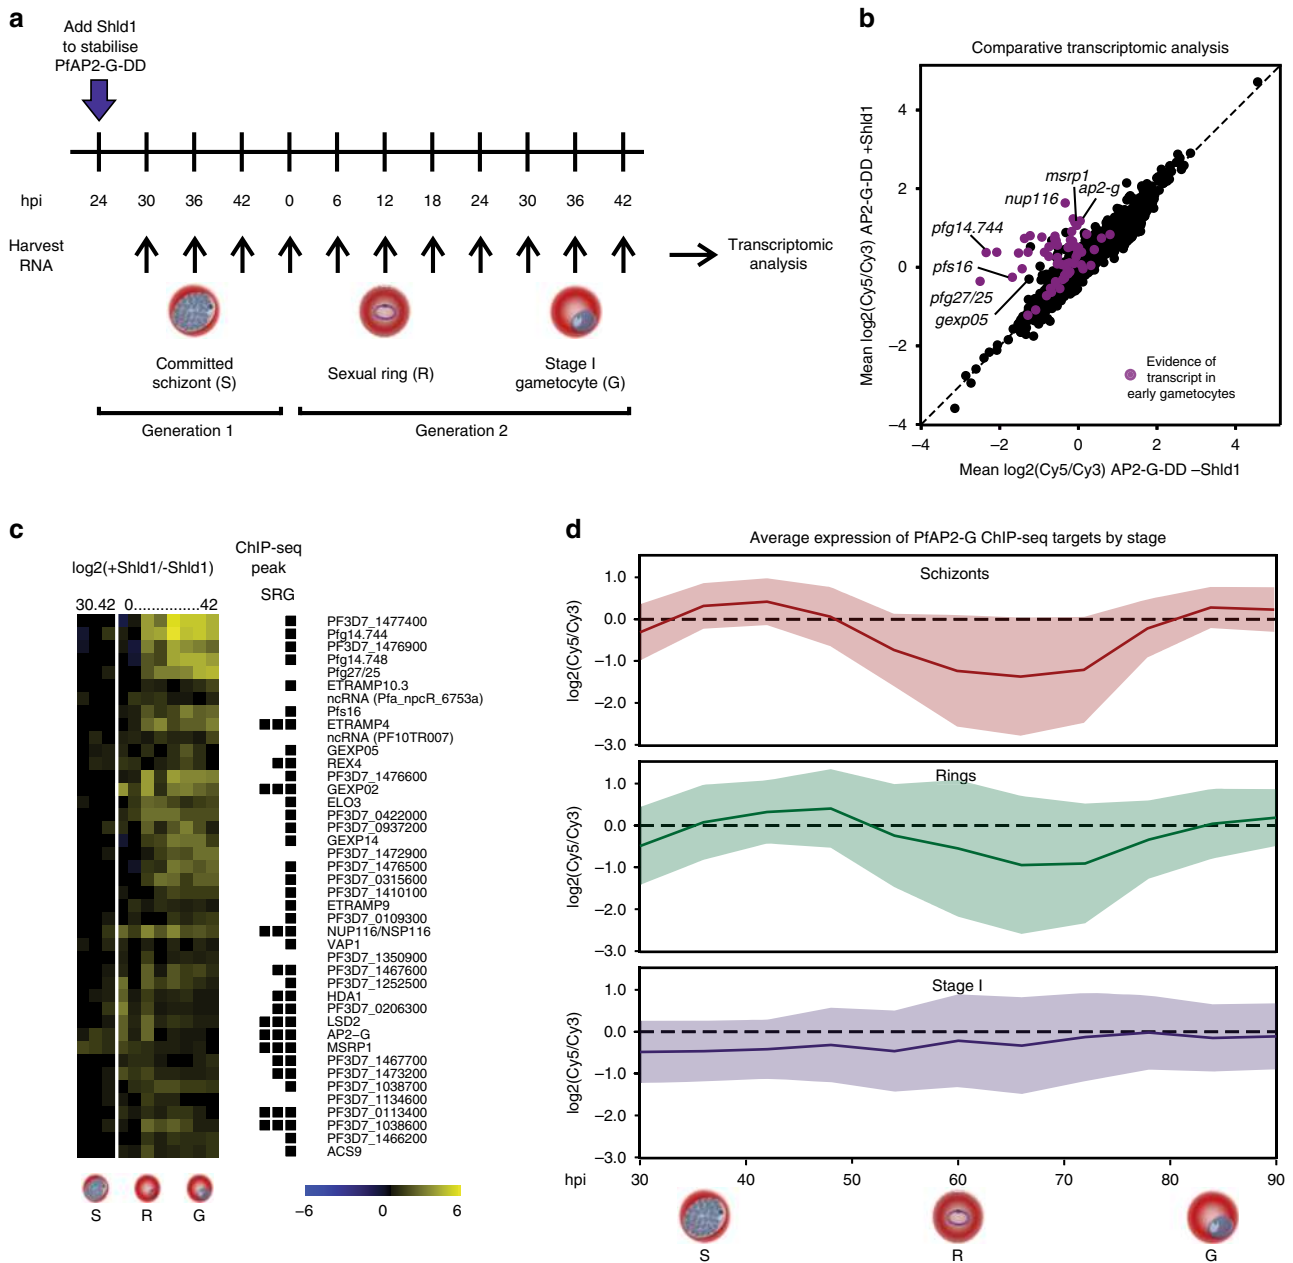 a
Add Shld1
to stabilise
PfAP2-G-DD
hpi 24 30 36 42 0 6 12 18 24 30 36 42
Harvest
RNA
Transcriptomic
analysis
Committed
schizont (S)
Sexual ring (R)
Stage I
gametocyte (G)
Generation 1
Generation 2
b
Comparative transcriptomic analysis
Mean log2(Cy5/Cy3) AP2-G-DD +Shld1
4
2
0
−2
−4
msrp1
ap2-g
nup116
pfg14.744
pfs16
pfg27/25
gexp05
Evidence of
transcript in
early gametocytes
−4 −2 0 2 4
Mean log2(Cy5/Cy3) AP2-G-DD −Shld1
c
log2(+Shld1/-Shld1)
ChIP-seq
peak
30.42 0...............42
SRG
PF3D7_1477400
Pfg14.744
PF3D7_1476900
Pfg14.748
Pfg27/25
ETRAMP10.3
ncRNA (Pfa_npcR_6753a)
Pfs16
ETRAMP4
ncRNA (PF10TR007)
GEXP05
REX4
PF3D7_1476600
GEXP02
ELO3
PF3D7_0422000
PF3D7_0937200
GEXP14
PF3D7_1472900
PF3D7_1476500
PF3D7_0315600
PF3D7_1410100
ETRAMP9
PF3D7_0109300
NUP116/NSP116
VAP1
PF3D7_1350900
PF3D7_1467600
PF3D7_1252500
HDA1
PF3D7_0206300
LSD2
AP2−G
MSRP1
PF3D7_1467700
PF3D7_1473200
PF3D7_1038700
PF3D7_1134600
PF3D7_0113400
PF3D7_1038600
PF3D7_1466200
ACS9
S R G
−6 0 6
d
Average expression of PfAP2-G ChIP-seq targets by stage
Schizonts
log2(Cy5/Cy3)
1.0
0.0
−1.0
−2.0
−3.0
Rings
log2(Cy5/Cy3)
1.0
0.0
−1.0
−2.0
−3.0
Stage I
log2(Cy5/Cy3)
1.0
0.0
−1.0
−2.0
−3.0
hpi 30 40 50 60 70 80 90
S R G